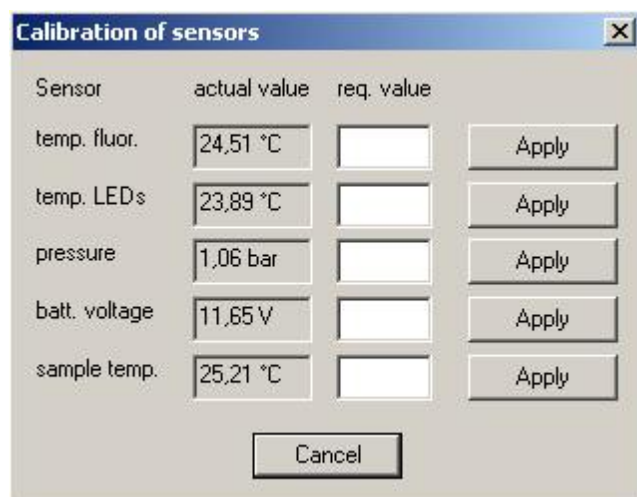 Calibration of sensors
Sensor actual value req. value
temp. fluor. 24,51 °C Apply
temp. LEDs 23,89 °C Apply
pressure 1,06 bar Apply
batt. voltage 11,65 V Apply
sample temp. 25,21 °C Apply
Cancel